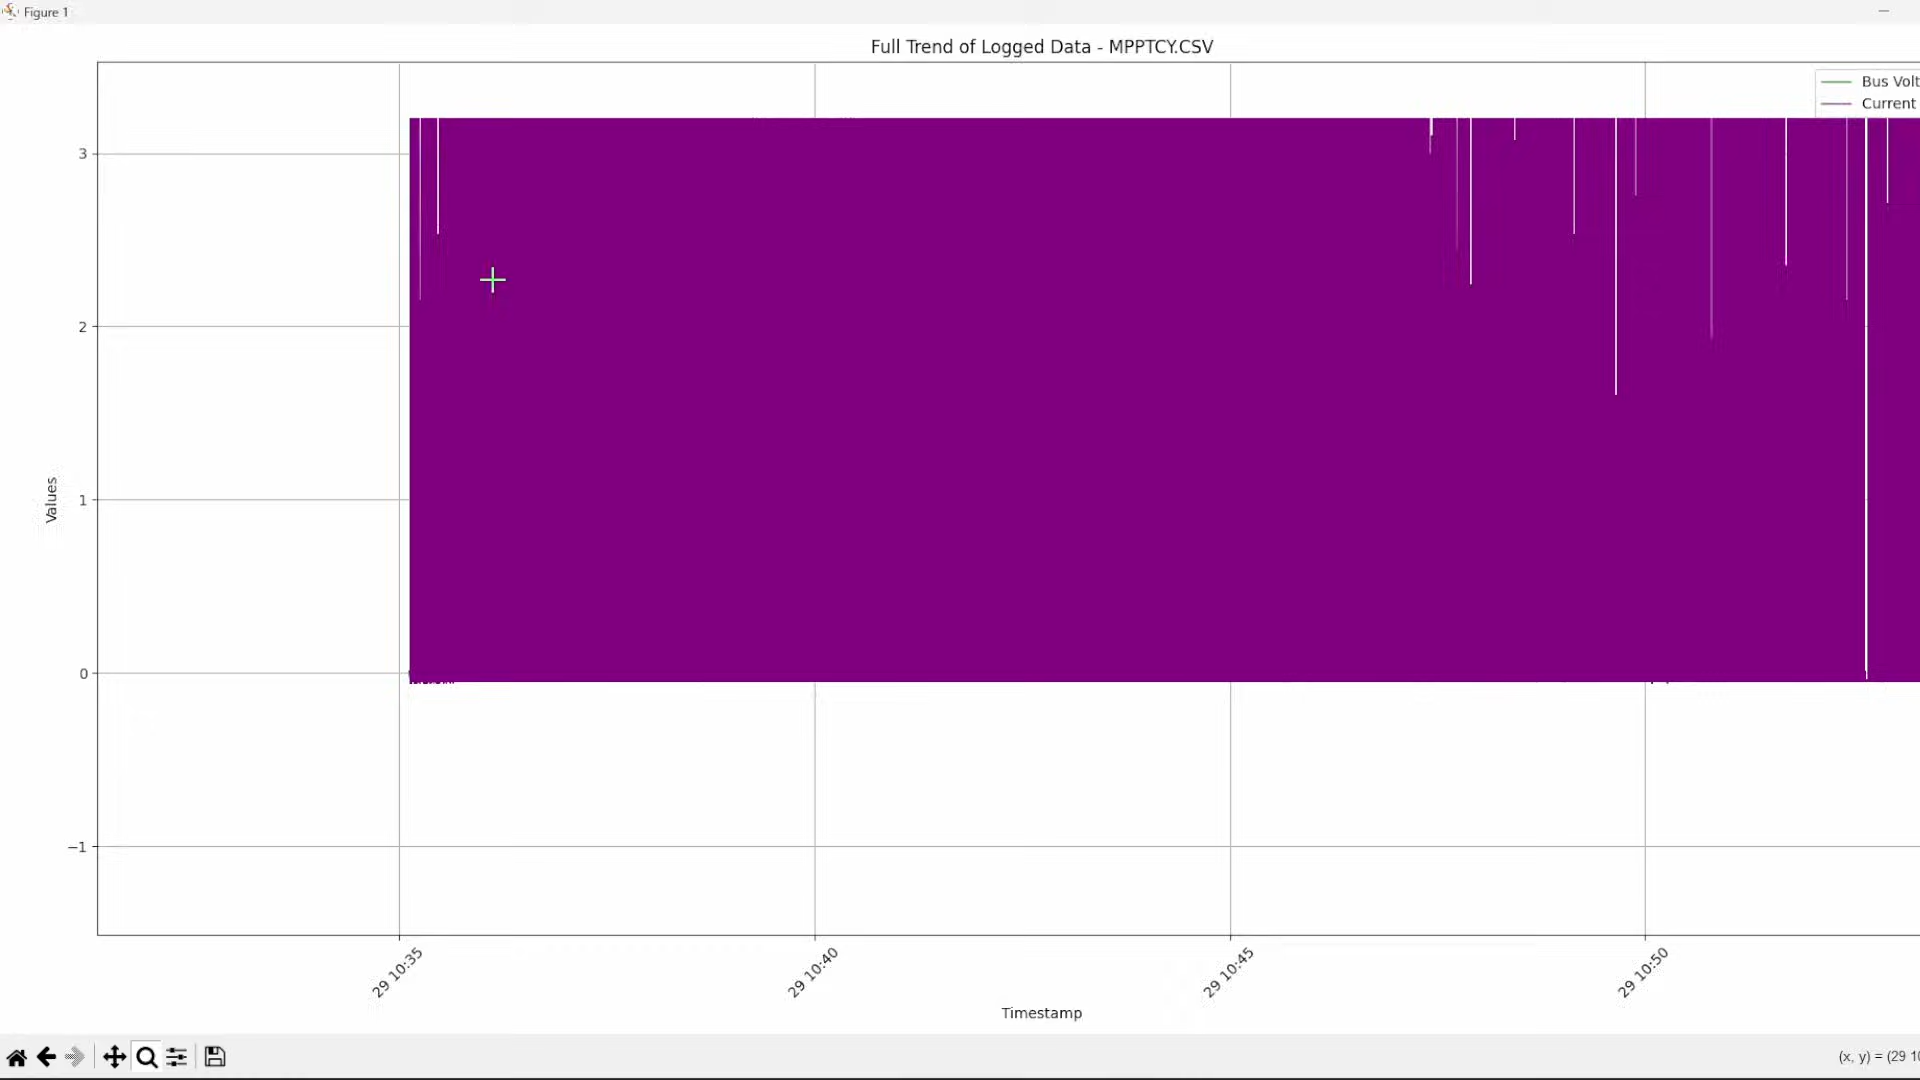 Figure 1
Full Trend of Logged Data - MPPTCY.CSV
Bus Volt
Current
3
2
1
0
−1
Values
29 10:35
29 10:40
29 10:45
29 10:50
Timestamp
(x, y) = (29 10